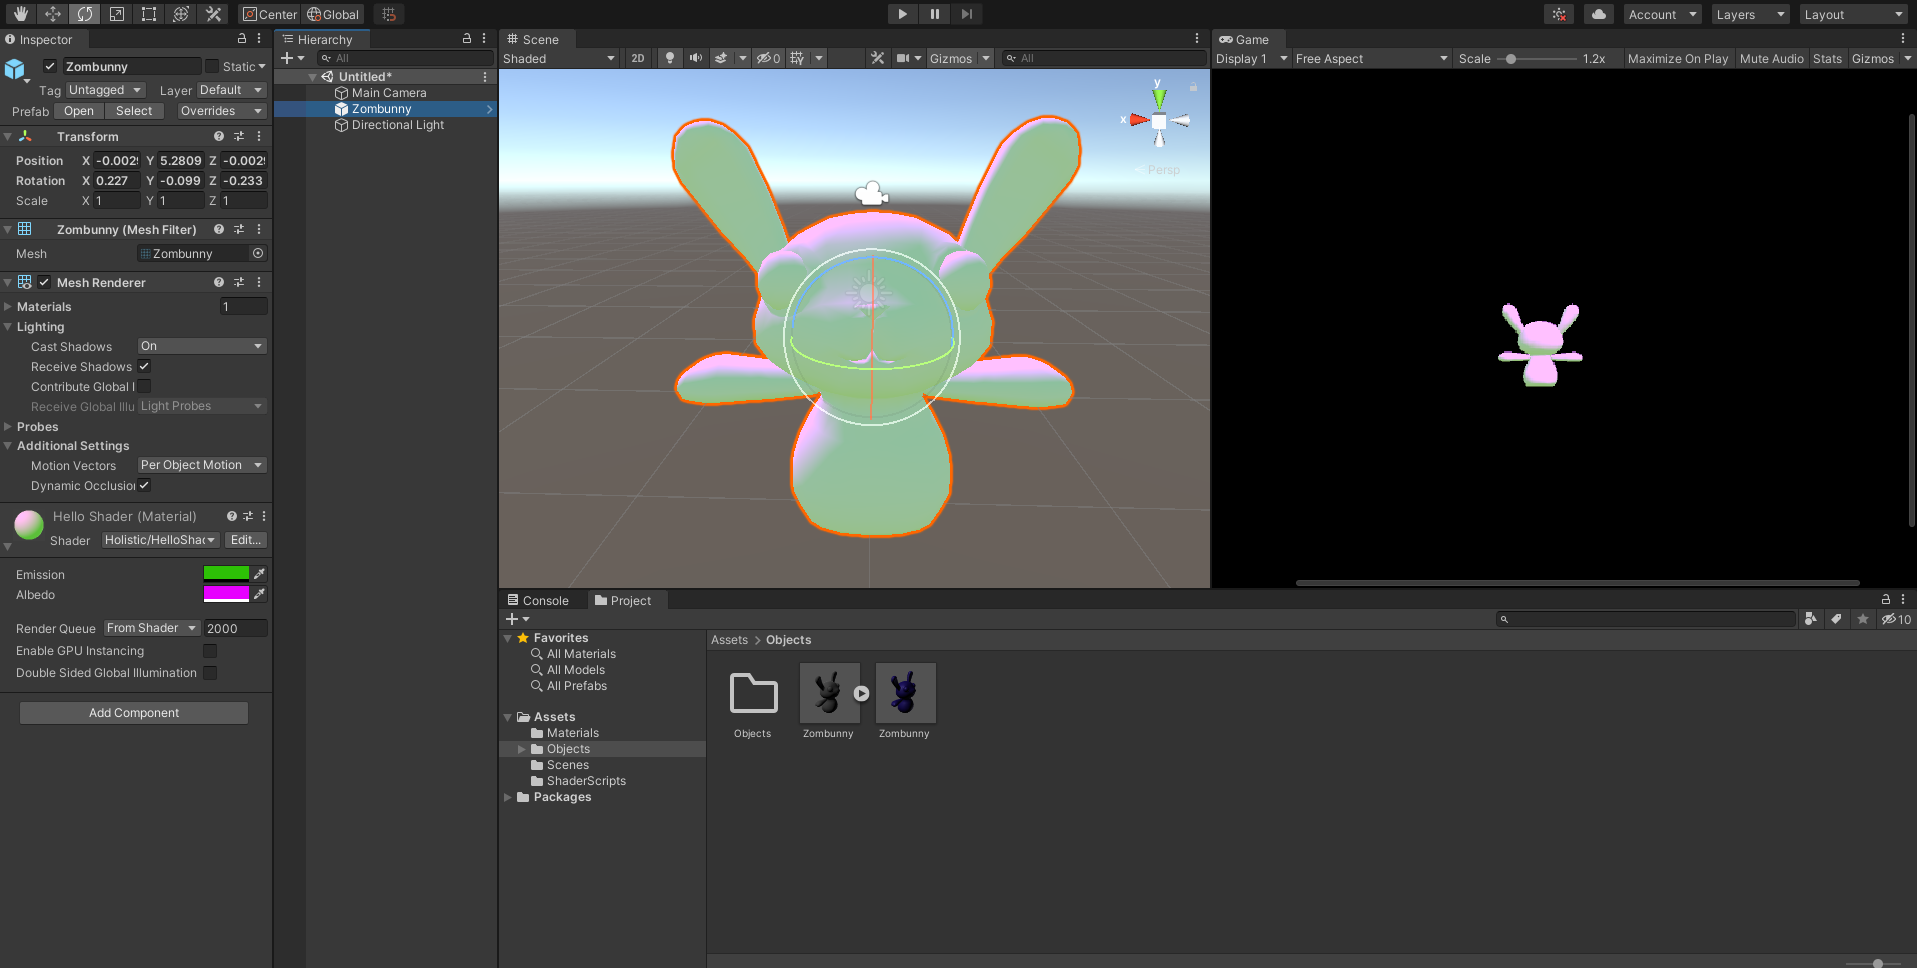 Center Global
Account Layers Layout
Inspector
Zombunny Static
Tag Untagged Layer Default
Prefab Open Select Overrides
Transform
Position X -0.002 Y 5.2809 Z -0.002
Rotation X 0.227 Y -0.099 Z -0.233
Scale X 1 Y 1 Z 1
Zombunny (Mesh Filter)
Mesh Zombunny
Mesh Renderer
Materials 1
Lighting
Cast Shadows On
Receive Shadows
Contribute Global I
Receive Global Illu Light Probes
Probes
Additional Settings
Motion Vectors Per Object Motion
Dynamic Occlusion
Hello Shader (Material)
Shader Holistic/HelloShad Edit...
Emission
Albedo
Render Queue From Shader 2000
Enable GPU Instancing
Double Sided Global Illumination
Add Component
Hierarchy
All
Untitled*
Main Camera
Zombunny
Directional Light
Scene
Shaded 2D 0 Gizmos All
y
x
Persp
Game
Display 1 Free Aspect Scale 1.2x Maximize On Play Mute Audio Stats Gizmos
Console Project
10
Favorites
All Materials
All Models
All Prefabs
Assets
Materials
Objects
Scenes
ShaderScripts
Packages
Assets > Objects
Objects Zombunny Zombunny